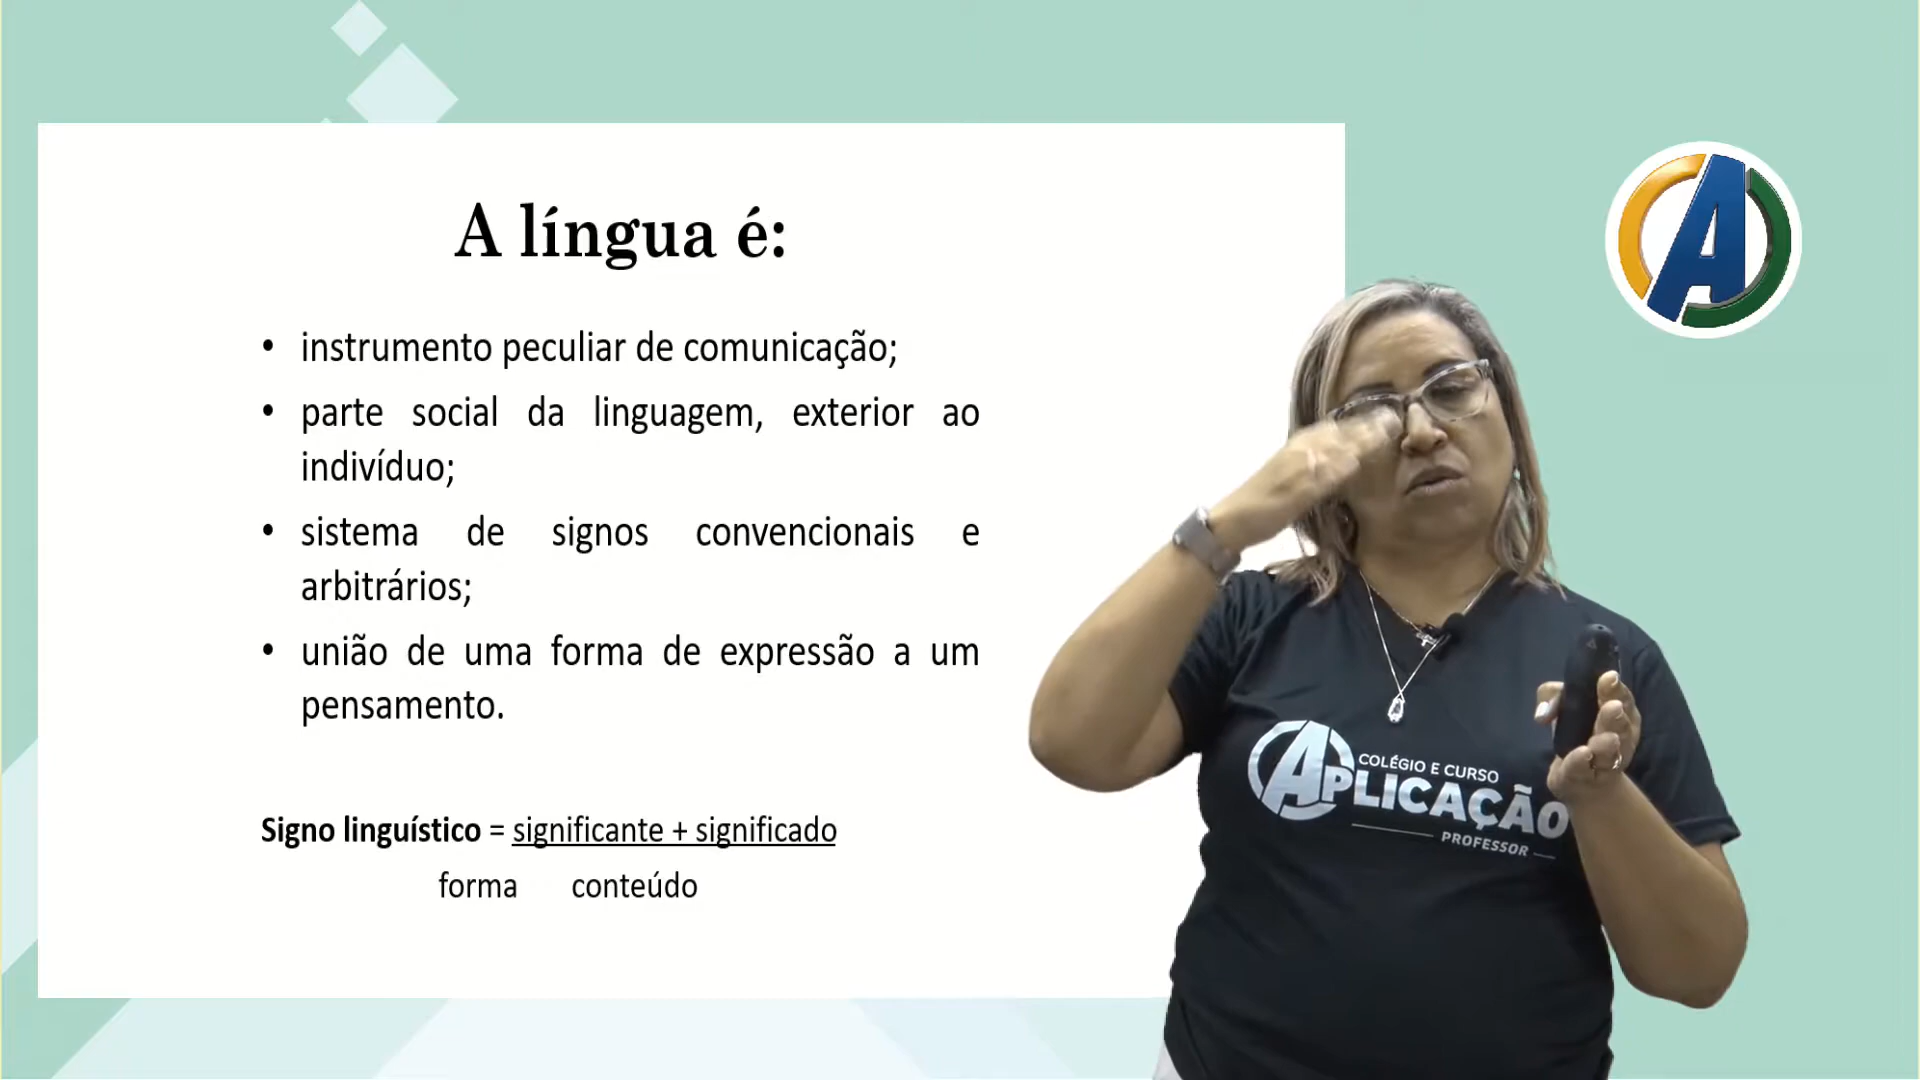 A língua é:
• instrumento peculiar de comunicação;
• parte social da linguagem, exterior ao
indivíduo;
• sistema de signos convencionais e
arbitrários;
• união de uma forma de expressão a um
pensamento.
Signo linguístico = significante + significado
forma conteúdo
A
COLÉGIO E CURSO
APLICAÇÃO
PROFESSOR